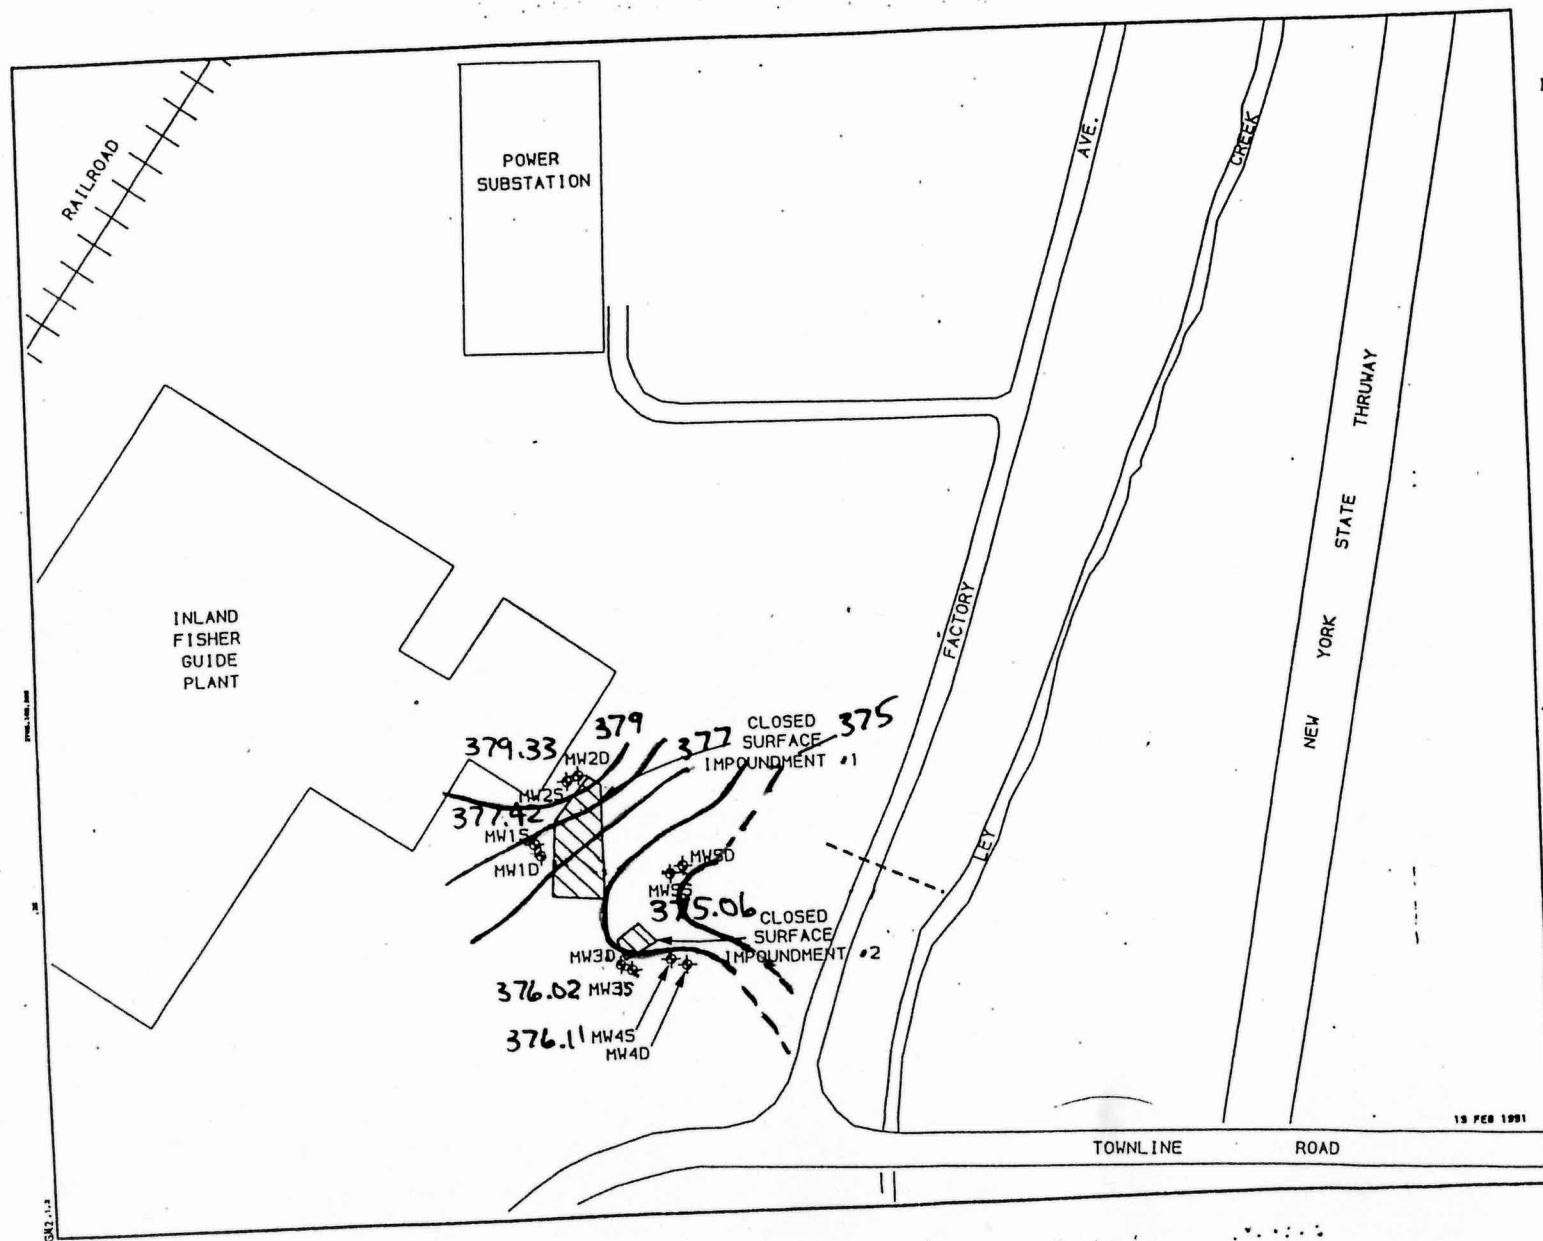 RAILROAD
POWER
SUBSTATION
AVE.
CREEK
NEW YORK STATE THRUWAY
INLAND
FISHER
GUIDE
PLANT
FACTORY
379.33
379
377
375
MW2D
CLOSED
SURFACE
IMPOUNDMENT #1
MW2S
377.42
MW1S
MW1D
MW5D
MW5S
375.06
LEY
CLOSED
SURFACE
IMPOUNDMENT #2
MW3D
376.02 MW3S
376.11 MW4S
MW4D
19 FEB 1991
TOWNLINE ROAD